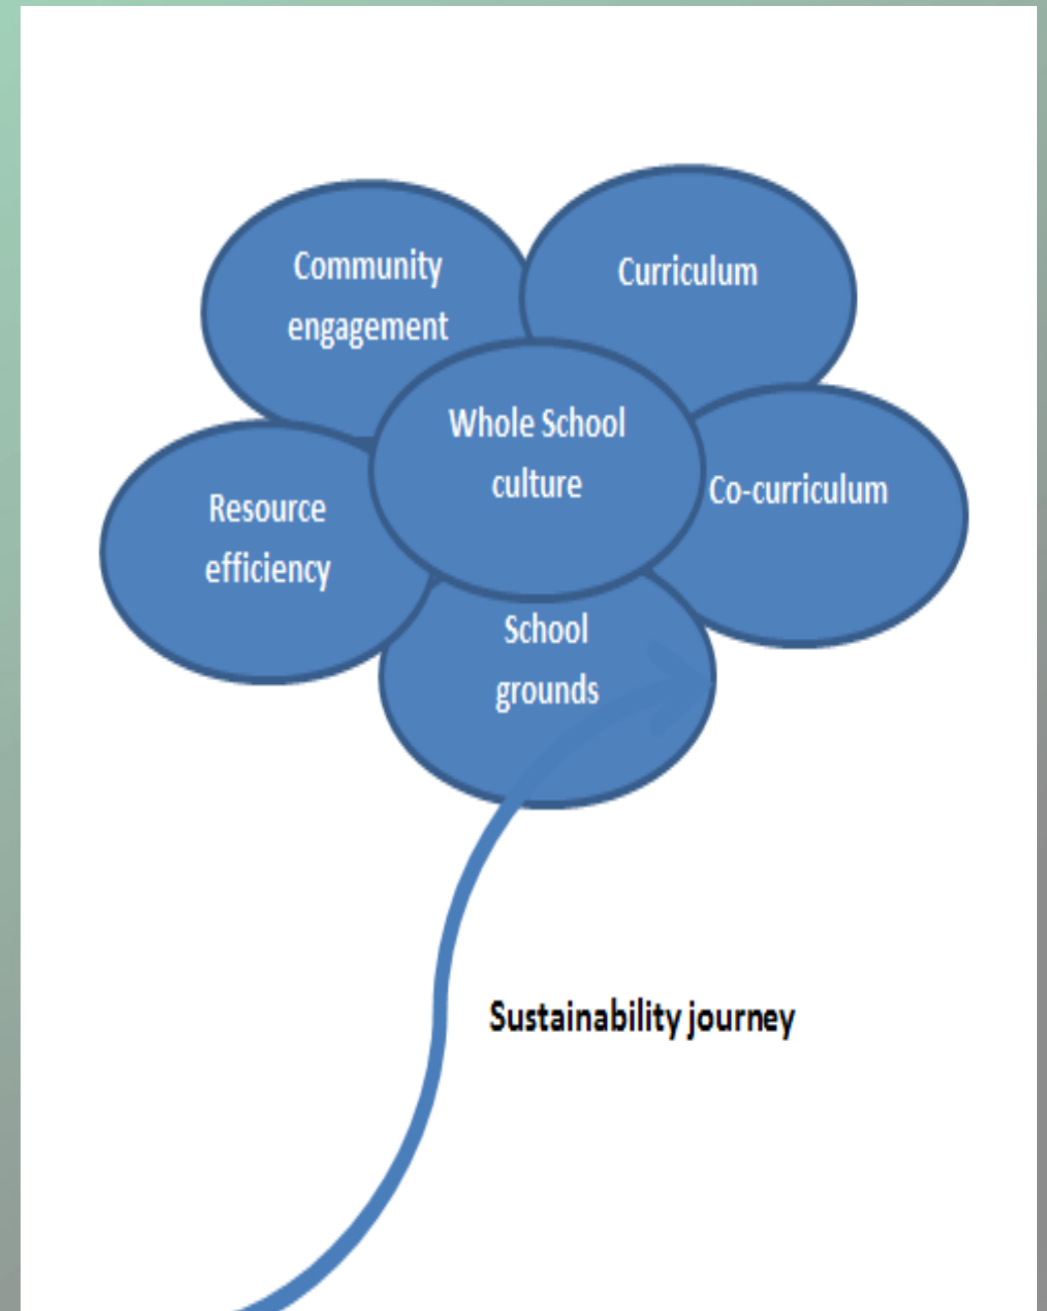 Community
engagement
Curriculum
Whole School
culture
Co-curriculum
Resource
efficiency
School
grounds
Sustainability journey